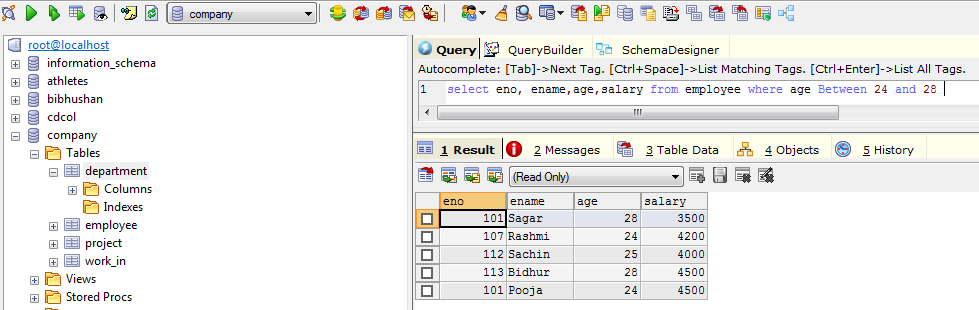 company
root@localhost
information_schema
athletes
bibhushan
cdcol
company
Tables
department
Columns
Indexes
employee
project
work_in
Views
Stored Procs
Query QueryBuilder SchemaDesigner
Autocomplete: [Tab]->Next Tag. [Ctrl+Space]->List Matching Tags. [Ctrl+Enter]->List All Tags.
1 select eno, ename,age,salary from employee where age Between 24 and 28
1 Result 2 Messages 3 Table Data 4 Objects 5 History
(Read Only)
eno ename age salary
101 Sagar 28 3500
107 Rashmi 24 4200
112 Sachin 25 4000
113 Bidhur 28 4500
101 Pooja 24 4500